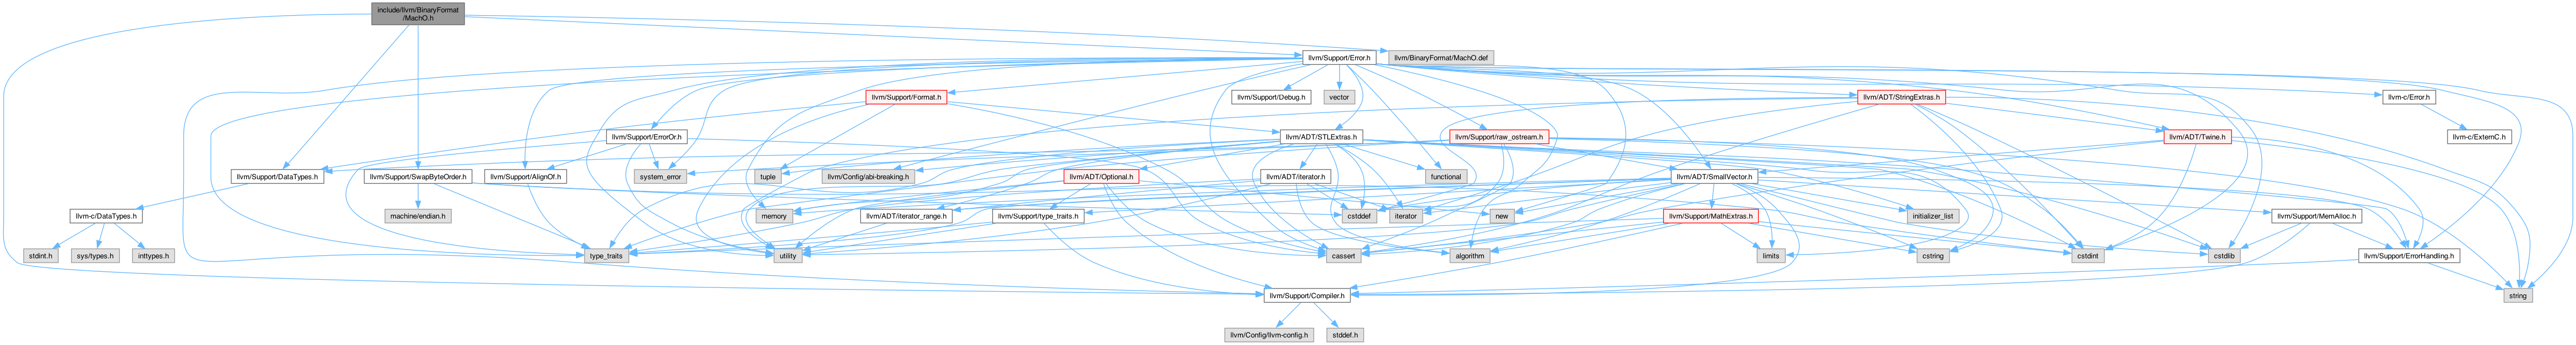 include/llvm/BinaryFormat
/MachO.h
llvm/Support/Error.h
llvm/BinaryFormat/MachO.def
llvm/Support/Format.h
llvm/Support/Debug.h
vector
llvm/ADT/StringExtras.h
llvm-c/Error.h
llvm/Support/ErrorOr.h
llvm/ADT/STLExtras.h
llvm/Support/raw_ostream.h
llvm/ADT/Twine.h
llvm-c/ExternC.h
llvm/Support/DataTypes.h
llvm/Support/SwapByteOrder.h
llvm/Support/AlignOf.h
system_error
tuple
llvm/Config/abi-breaking.h
llvm/ADT/Optional.h
llvm/ADT/iterator.h
functional
llvm/ADT/SmallVector.h
llvm-c/DataTypes.h
machine/endian.h
memory
llvm/ADT/iterator_range.h
llvm/Support/type_traits.h
cstddef
iterator
new
llvm/Support/MathExtras.h
initializer_list
llvm/Support/MemAlloc.h
stdint.h
sys/types.h
inttypes.h
type_traits
utility
cassert
algorithm
limits
cstring
cstdint
cstdlib
llvm/Support/ErrorHandling.h
llvm/Support/Compiler.h
string
llvm/Config/llvm-config.h
stddef.h